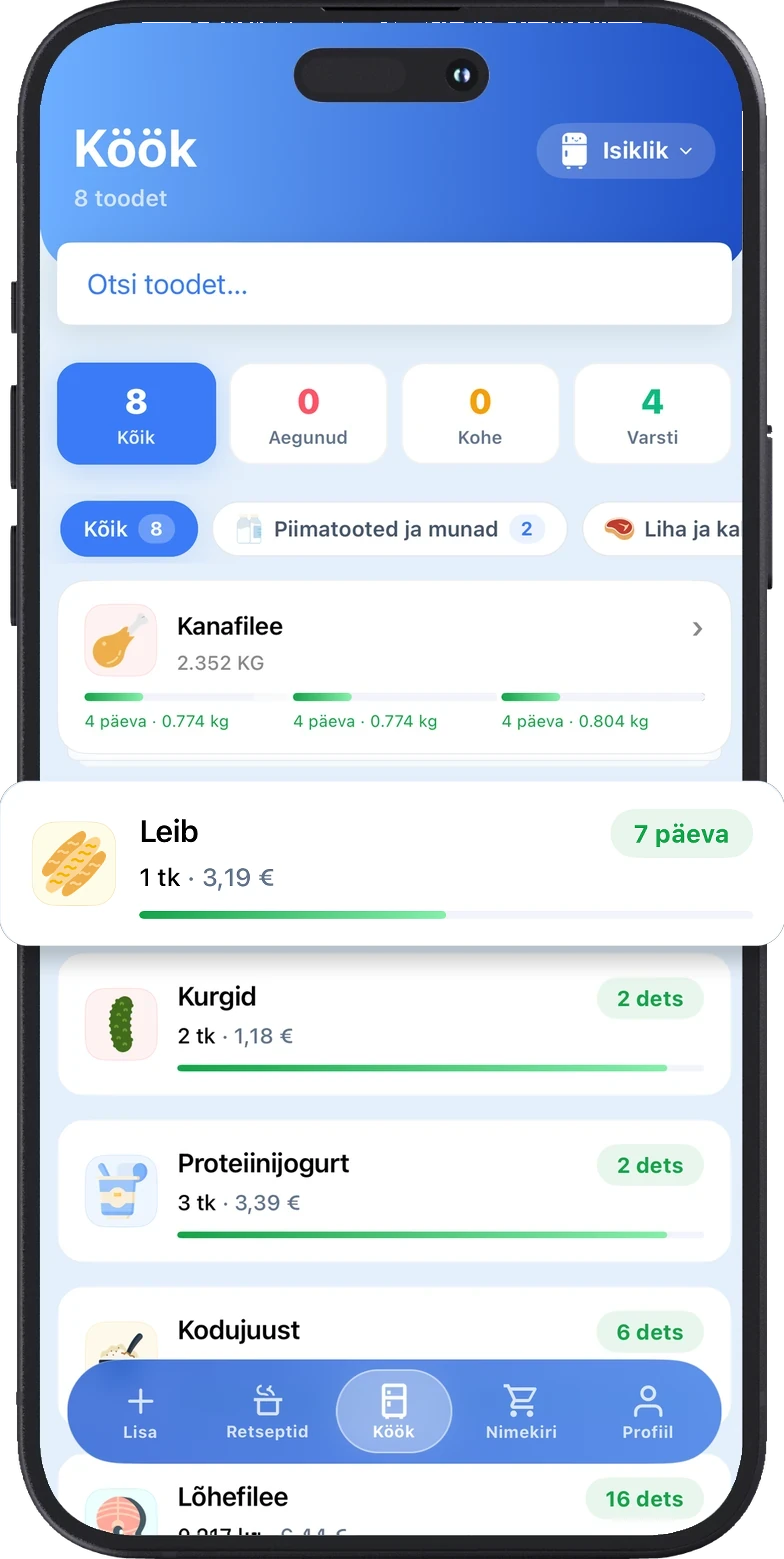 Köök
Isiklik
8 toodet
Otsi toodet...
8
Kõik
0
Aegunud
0
Kohe
4
Varsti
Kõik 8
Piimatooted ja munad 2
Liha ja ka
Kanafilee
2.352 KG
4 päeva · 0.774 kg
4 päeva · 0.774 kg
4 päeva · 0.804 kg
Leib
7 päeva
1 tk · 3,19 €
Kurgid
2 dets
2 tk · 1,18 €
Proteiinijogurt
2 dets
3 tk · 3,39 €
Kodujuust
6 dets
Lisa
Retseptid
Köök
Nimekiri
Profiil
Lõhefilee
16 dets